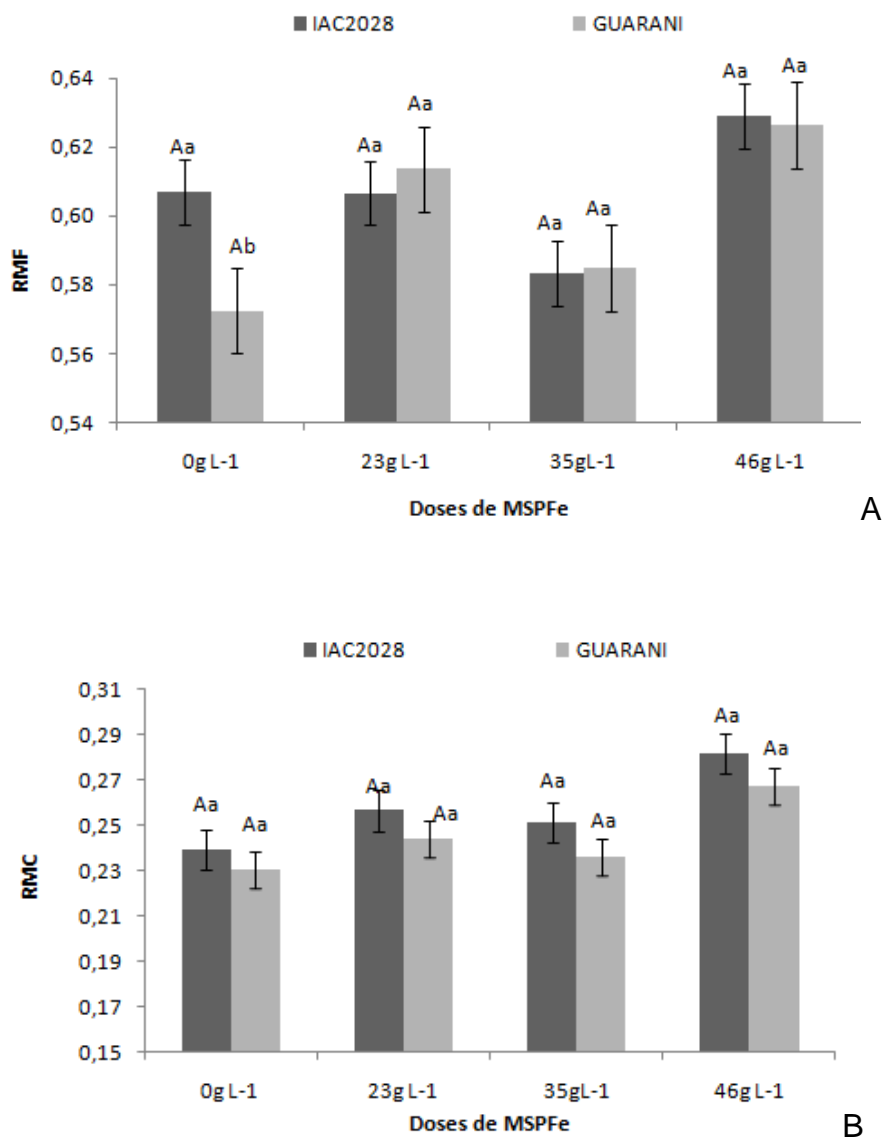 IAC2028 GUARANI
0,64
0,62
0,60
0,58
0,56
0,54
RMF
Aa
Ab
Aa
Aa
Aa
Aa
Aa
Aa
0g L-1 23g L-1 35gL-1 46g L-1
Doses de MSPFe
A
IAC2028 GUARANI
0,31
0,29
0,27
0,25
0,23
0,21
0,19
0,17
0,15
RMC
Aa
Aa
Aa
Aa
Aa
Aa
Aa
Aa
0g L-1 23g L-1 35gL-1 46g L-1
Doses de MSPFe
B